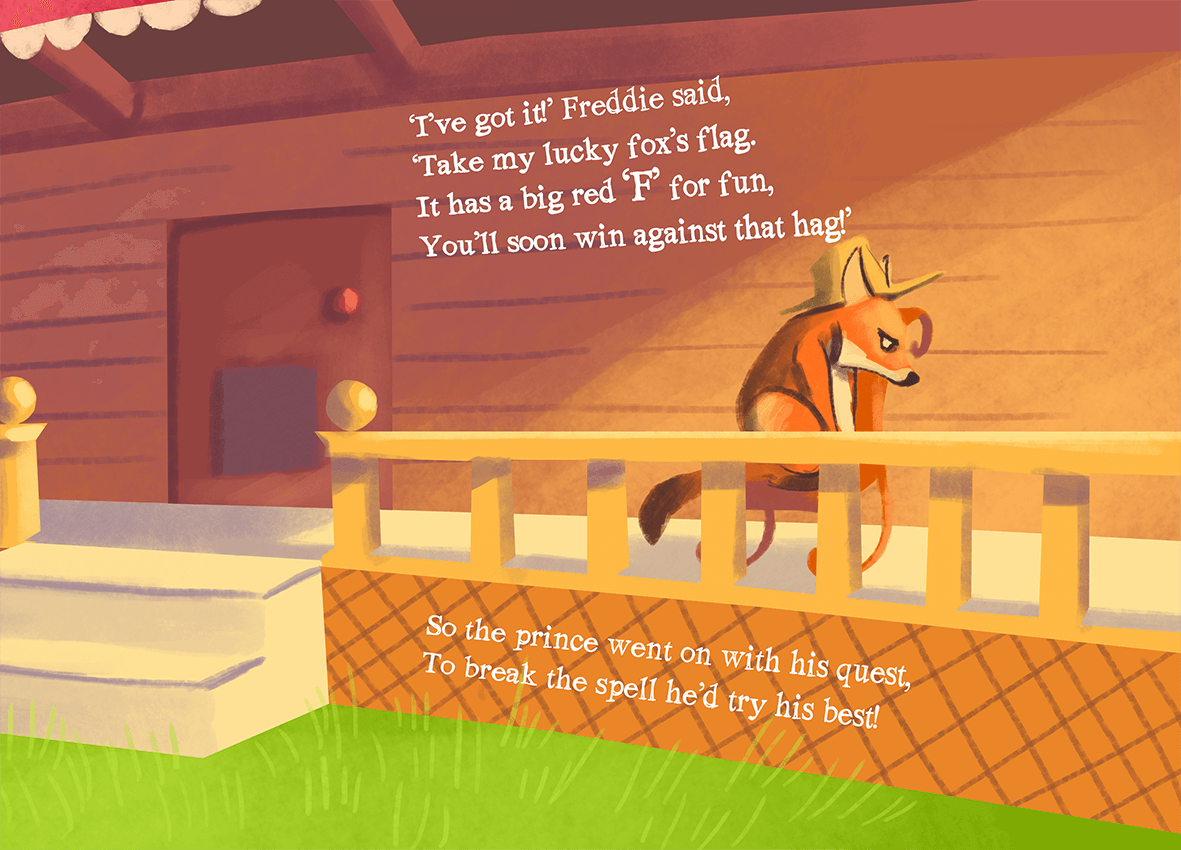 ‘I’ve got it!’ Freddie said,
‘Take my lucky fox’s flag.
It has a big red ‘F’ for fun,
You’ll soon win against that hag!’
So the prince went on with his quest,
To break the spell he’d try his best!